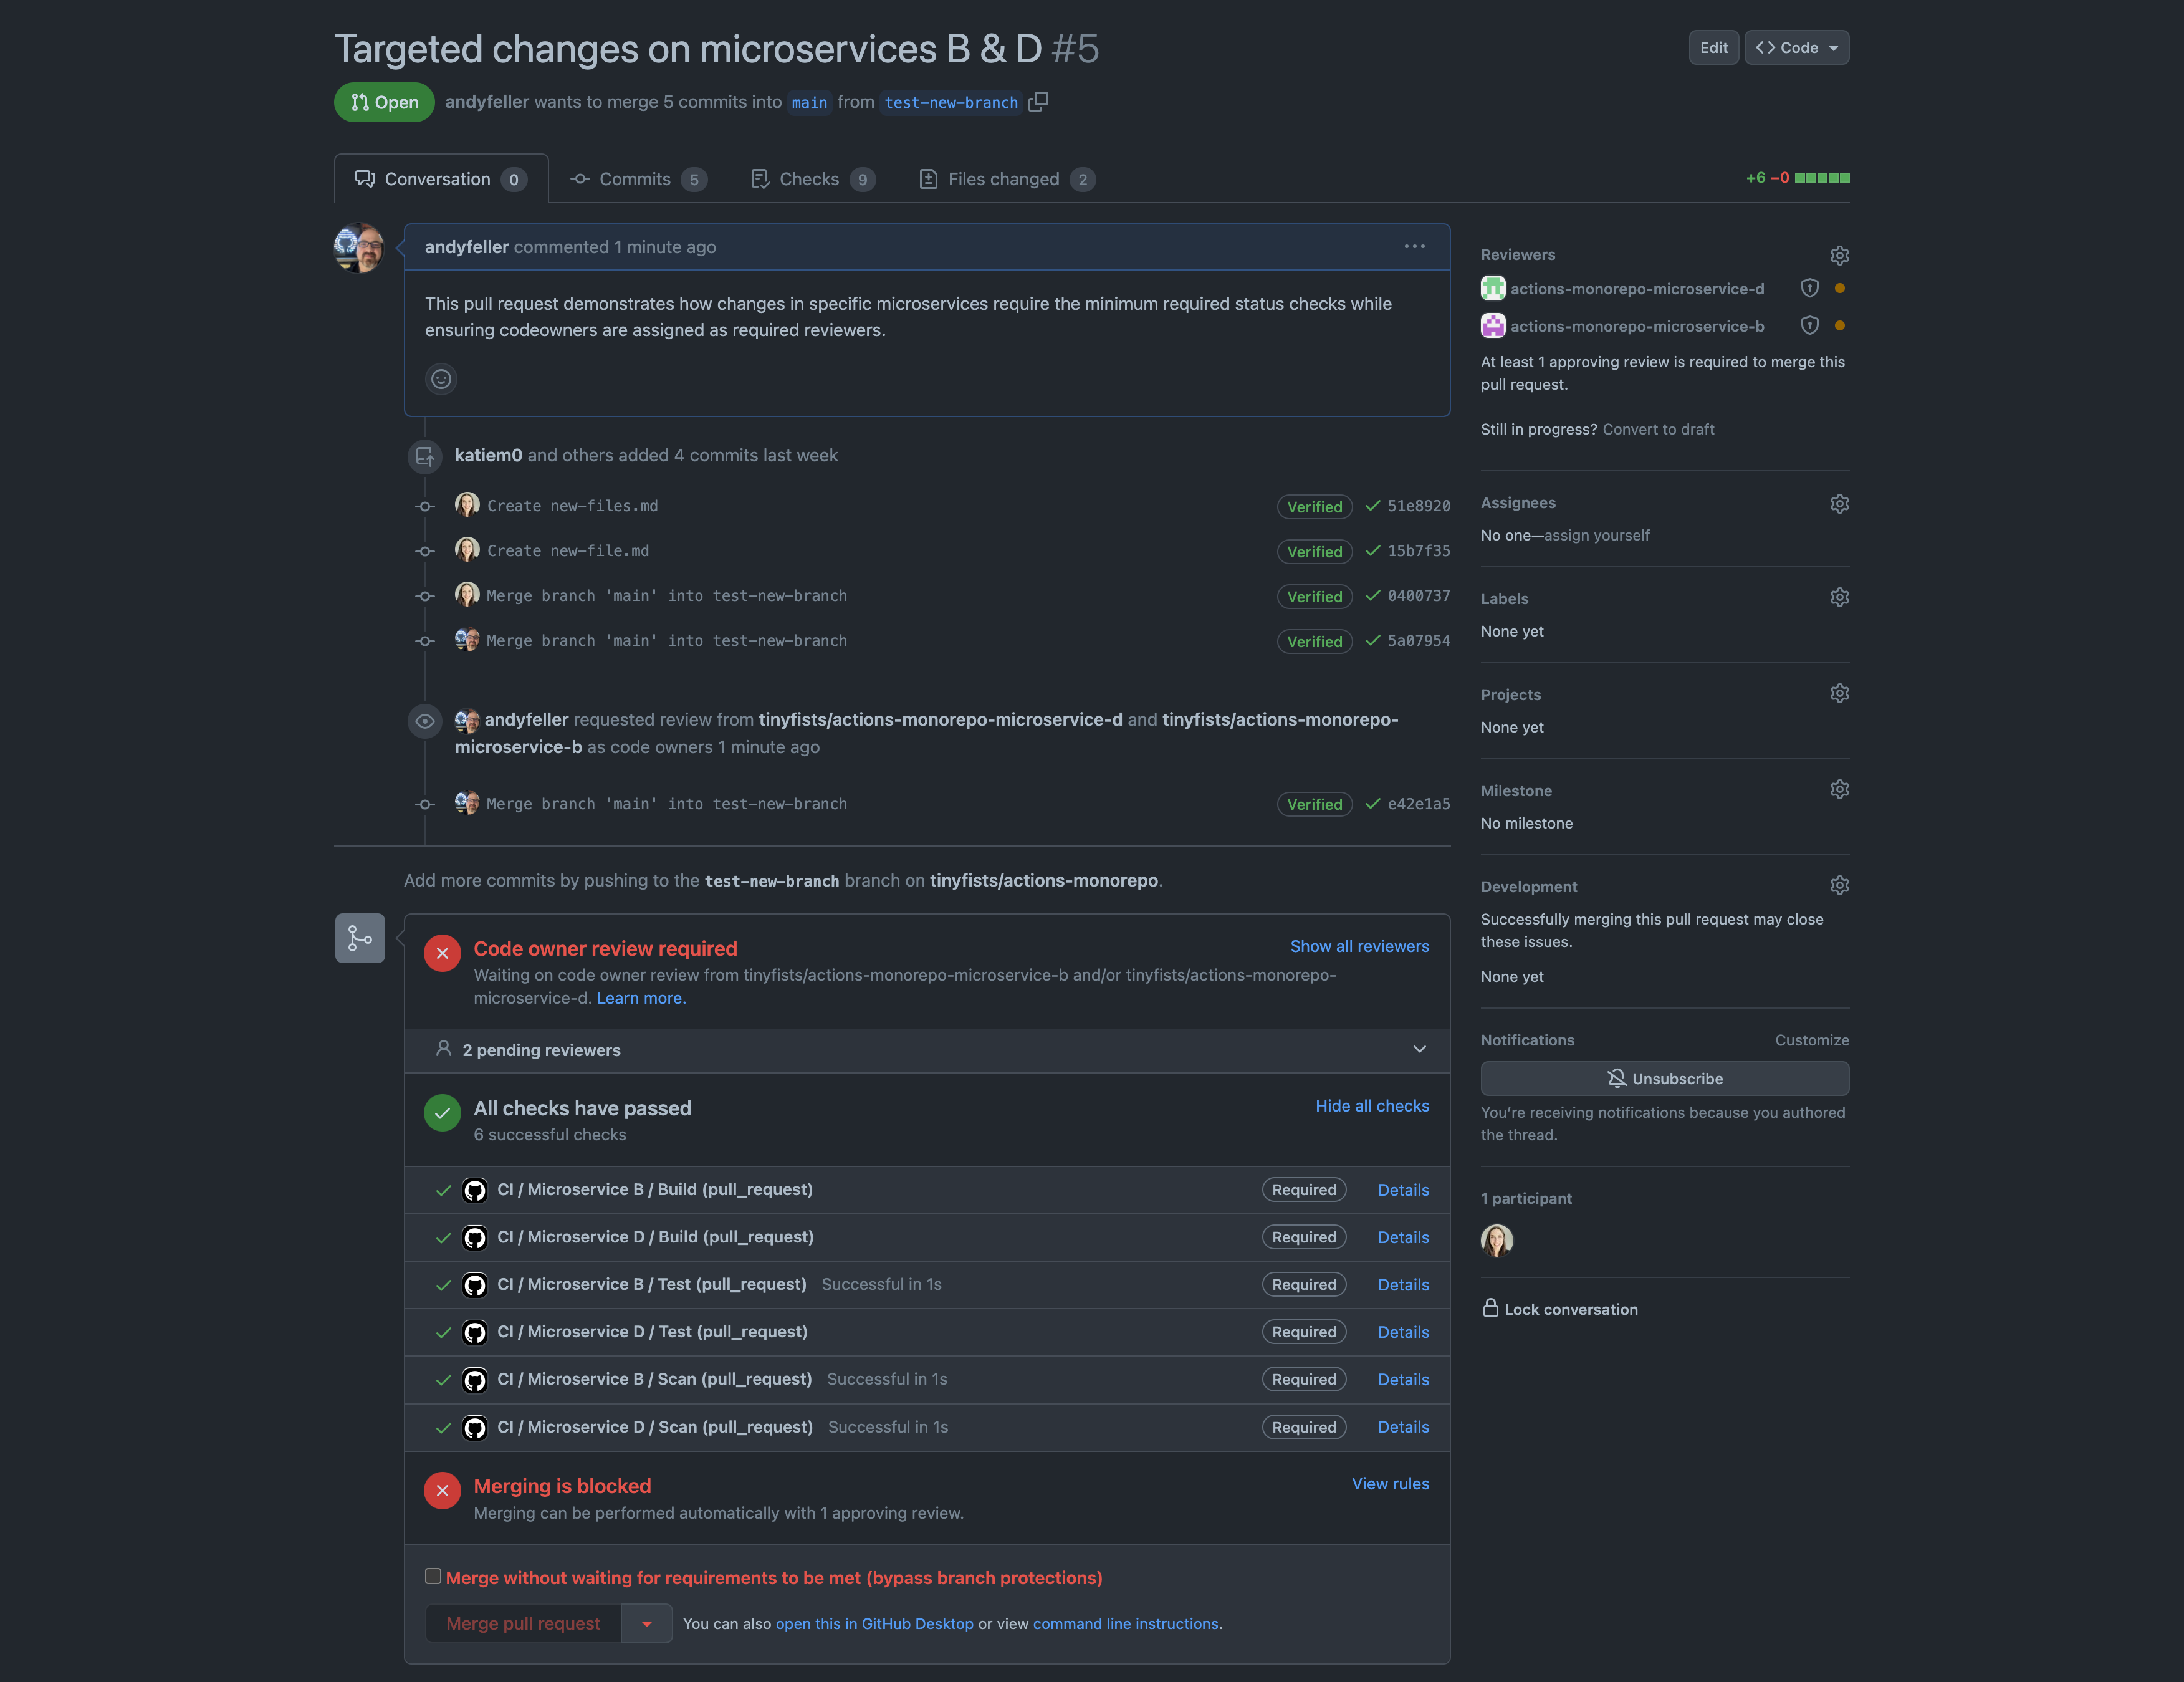 Targeted changes on microservices B & D #5
Edit
Code
Open
andyfeller wants to merge 5 commits into main from test-new-branch
Conversation 0
Commits 5
Checks 9
Files changed 2
+6 −0
andyfeller commented 1 minute ago
This pull request demonstrates how changes in specific microservices require the minimum required status checks while
ensuring codeowners are assigned as required reviewers.
katiem0 and others added 4 commits last week
Create new-files.md Verified 51e8920
Create new-file.md Verified 15b7f35
Merge branch 'main' into test-new-branch Verified 0400737
Merge branch 'main' into test-new-branch Verified 5a07954
andyfeller requested review from tinyfists/actions-monorepo-microservice-d and tinyfists/actions-monorepo-
microservice-b as code owners 1 minute ago
Merge branch 'main' into test-new-branch Verified e42e1a5
Add more commits by pushing to the test-new-branch branch on tinyfists/actions-monorepo.
Code owner review required
Show all reviewers
Waiting on code owner review from tinyfists/actions-monorepo-microservice-b and/or tinyfists/actions-monorepo-
microservice-d. Learn more.
2 pending reviewers
All checks have passed
Hide all checks
6 successful checks
CI / Microservice B / Build (pull_request) Required Details
CI / Microservice D / Build (pull_request) Required Details
CI / Microservice B / Test (pull_request) Successful in 1s Required Details
CI / Microservice D / Test (pull_request) Required Details
CI / Microservice B / Scan (pull_request) Successful in 1s Required Details
CI / Microservice D / Scan (pull_request) Successful in 1s Required Details
Merging is blocked
View rules
Merging can be performed automatically with 1 approving review.
Merge without waiting for requirements to be met (bypass branch protections)
Merge pull request
You can also open this in GitHub Desktop or view command line instructions.
Reviewers
actions-monorepo-microservice-d
actions-monorepo-microservice-b
At least 1 approving review is required to merge this
pull request.
Still in progress? Convert to draft
Assignees
No one—assign yourself
Labels
None yet
Projects
None yet
Milestone
No milestone
Development
Successfully merging this pull request may close
these issues.
None yet
Notifications
Customize
Unsubscribe
You're receiving notifications because you authored
the thread.
1 participant
Lock conversation